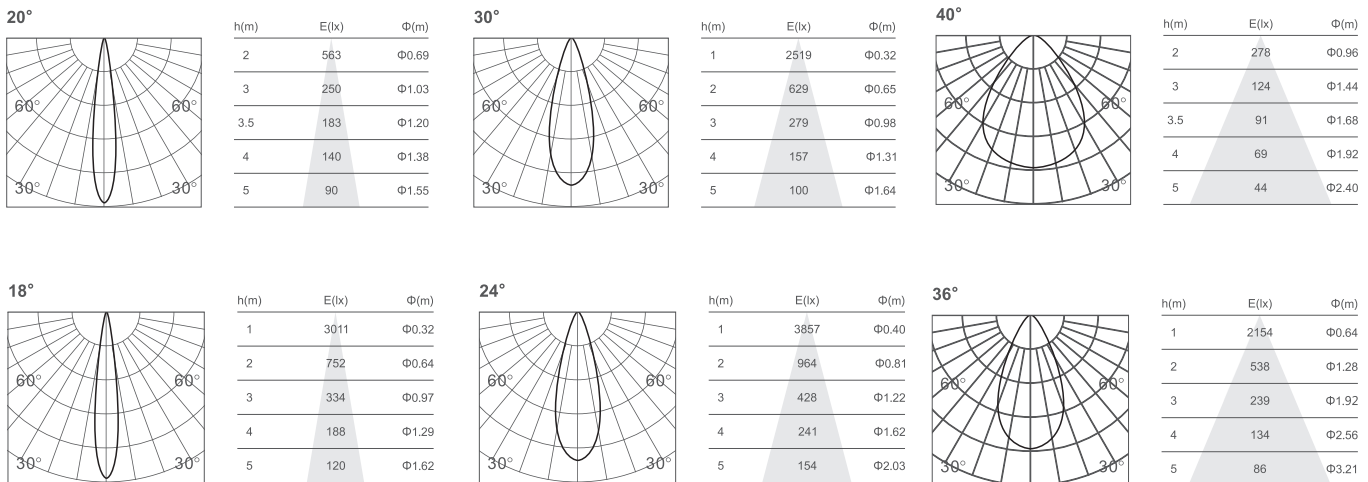 20°
h(m) E(lx) Φ(m)
2 563 Φ0.69
3 250 Φ1.03
3.5 183 Φ1.20
4 140 Φ1.38
5 90 Φ1.55
60° 60°
30° 30°
30°
h(m) E(lx) Φ(m)
1 2519 Φ0.32
2 629 Φ0.65
3 279 Φ0.98
4 157 Φ1.31
5 100 Φ1.64
60° 60°
30° 30°
40°
h(m) E(lx) Φ(m)
2 278 Φ0.96
3 124 Φ1.44
3.5 91 Φ1.68
4 69 Φ1.92
5 44 Φ2.40
60° 60°
30° 30°
18°
h(m) E(lx) Φ(m)
1 3011 Φ0.32
2 752 Φ0.64
3 334 Φ0.97
4 188 Φ1.29
5 120 Φ1.62
60° 60°
30° 30°
24°
h(m) E(lx) Φ(m)
1 3857 Φ0.40
2 964 Φ0.81
3 428 Φ1.22
4 241 Φ1.62
5 154 Φ2.03
60° 60°
30° 30°
36°
h(m) E(lx) Φ(m)
1 2154 Φ0.64
2 538 Φ1.28
3 239 Φ1.92
4 134 Φ2.56
5 86 Φ3.21
60° 60°
30° 30°